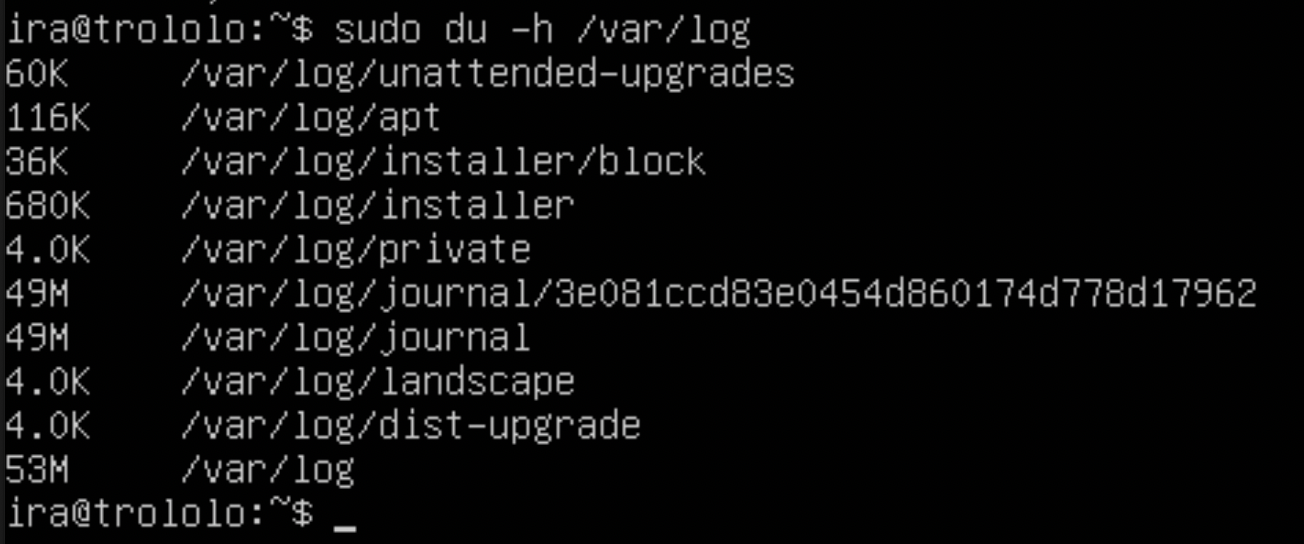 ira@trololo:~$ sudo du -h /var/log
60K /var/log/unattended-upgrades
116K /var/log/apt
36K /var/log/installer/block
680K /var/log/installer
4.0K /var/log/private
49M /var/log/journal/3e081ccd83e0454d860174d778d17962
49M /var/log/journal
4.0K /var/log/landscape
4.0K /var/log/dist-upgrade
53M /var/log
ira@trololo:~$ _